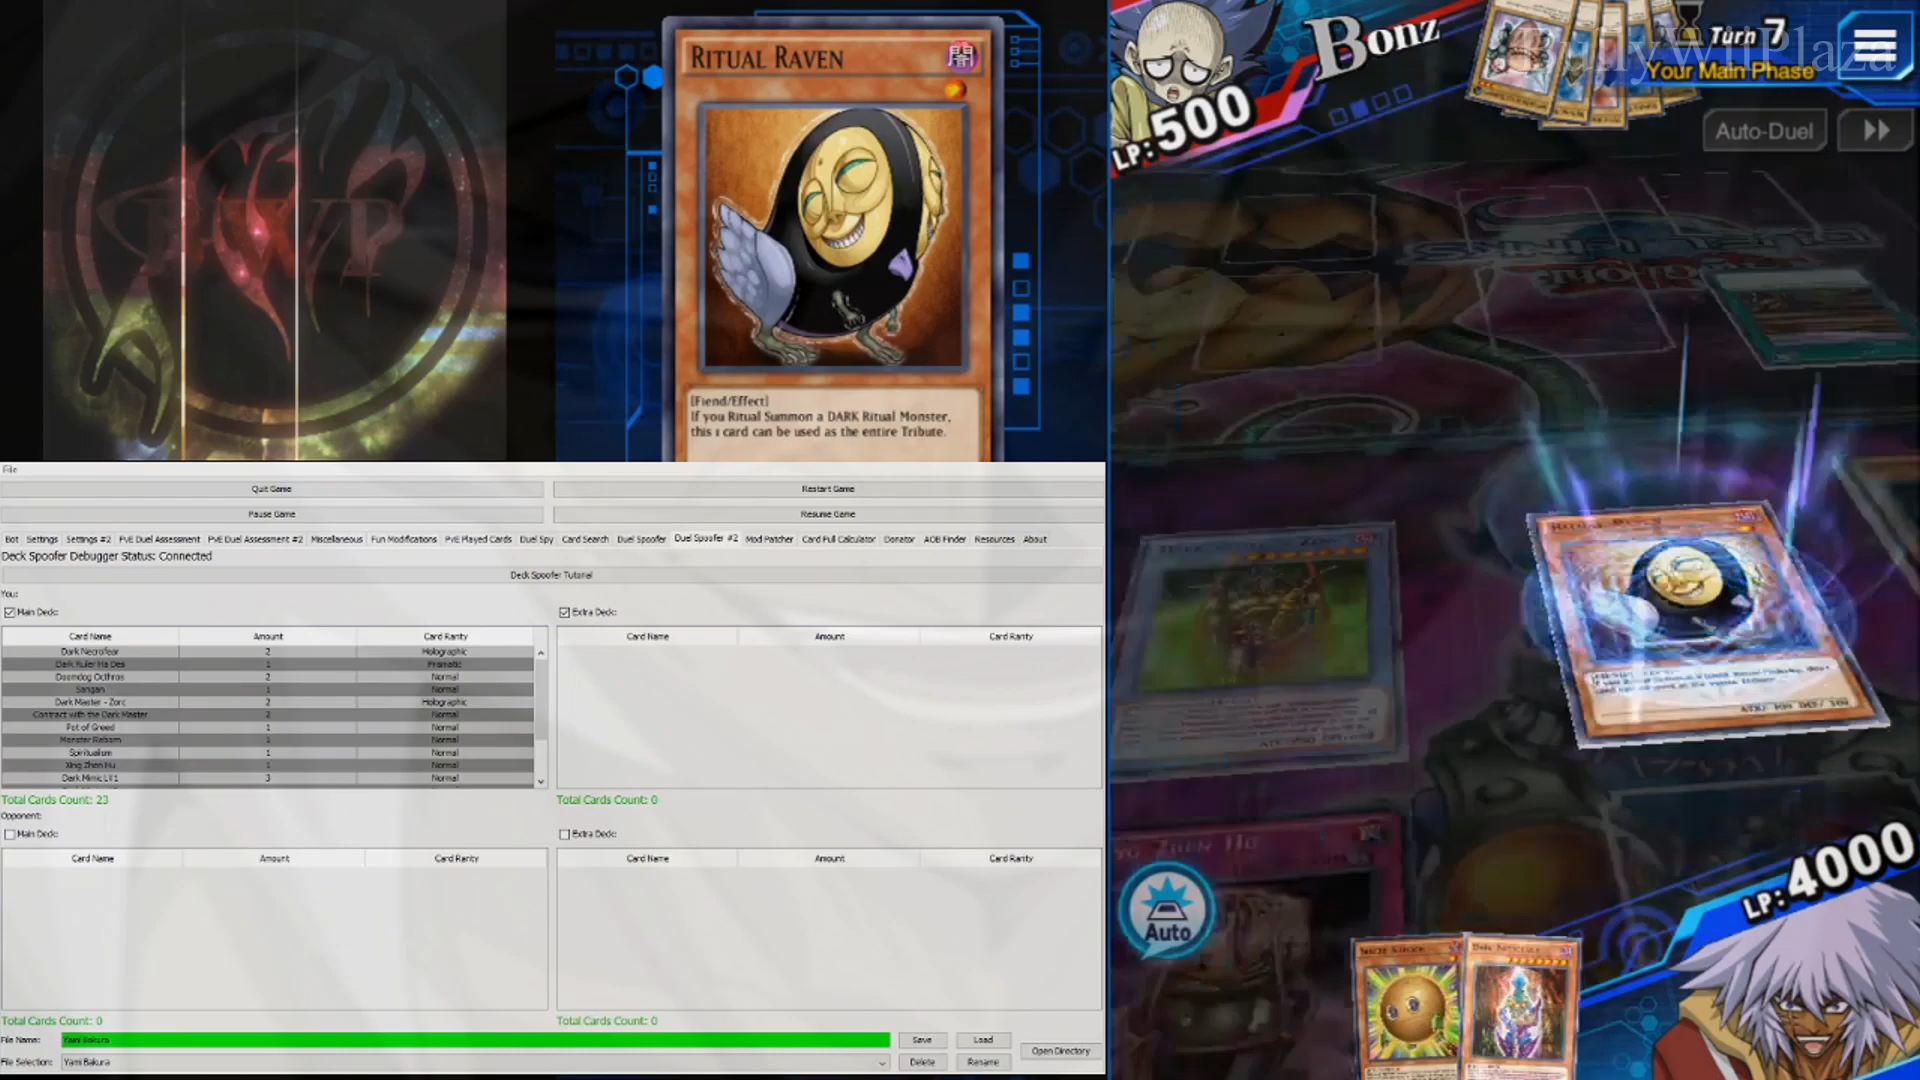 RITUAL RAVEN
[Fiend/Effect]
If you Ritual Summon a DARK Ritual Monster,
this 1 card can be used as the entire Tribute.
File
Quit Game
Restart Game
Pause Game
Resume Game
Bot Settings Settings #2 PvE Duel Assessment PvE Duel Assessment #2 Miscellaneous Fun Modifications PvE Played Cards Duel Spy Card Search Duel Spoofer Duel Spoofer #2 Mod Patcher Card Pull Calculator Donator AOB Finder Resources About
Deck Spoofer Debugger Status: Connected
Deck Spoofer Tutorial
You:
Main Deck:
Extra Deck:
Card Name Amount Card Rarity
Card Name Amount Card Rarity
Dark Necrofear 2 Holographic
Dark Ruler Ha Des 1 Prismatic
Doomdog Octhros 2 Normal
Sangan 1 Normal
Dark Master - Zorc 2 Holographic
Contract with the Dark Master 2 Normal
Pot of Greed 1 Normal
Monster Reborn 1 Normal
Spiritualism 1 Normal
Xing Zhen Hu 1 Normal
Dark Mimic LV1 3 Normal
Total Cards Count: 23
Total Cards Count: 0
Opponent:
Main Deck:
Extra Deck:
Card Name Amount Card Rarity
Card Name Amount Card Rarity
Total Cards Count: 0
Total Cards Count: 0
File Name: Yami Bakura
Save
Load
Open Directory
File Selection: Yami Bakura
Delete
Rename
BONZ
LP:500
Turn 7
Your Main Phase
Auto-Duel
DUEL LINKS
Auto
LP:4000